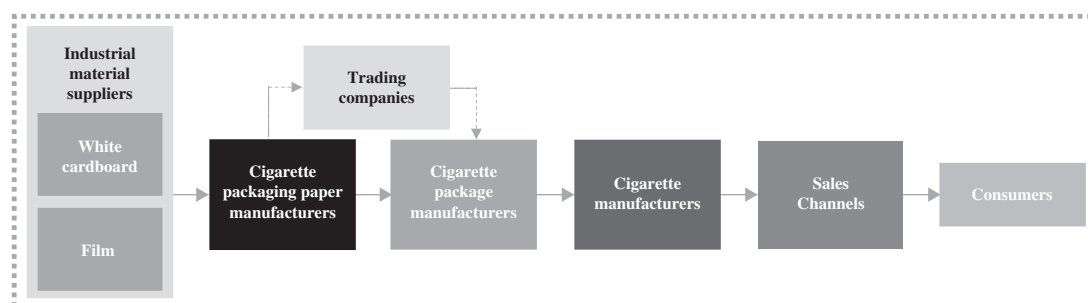 Industrial
material
suppliers
White
cardboard
Film
Trading
companies
Cigarette
packaging paper
manufacturers
Cigarette
package
manufacturers
Cigarette
manufacturers
Sales
Channels
Consumers